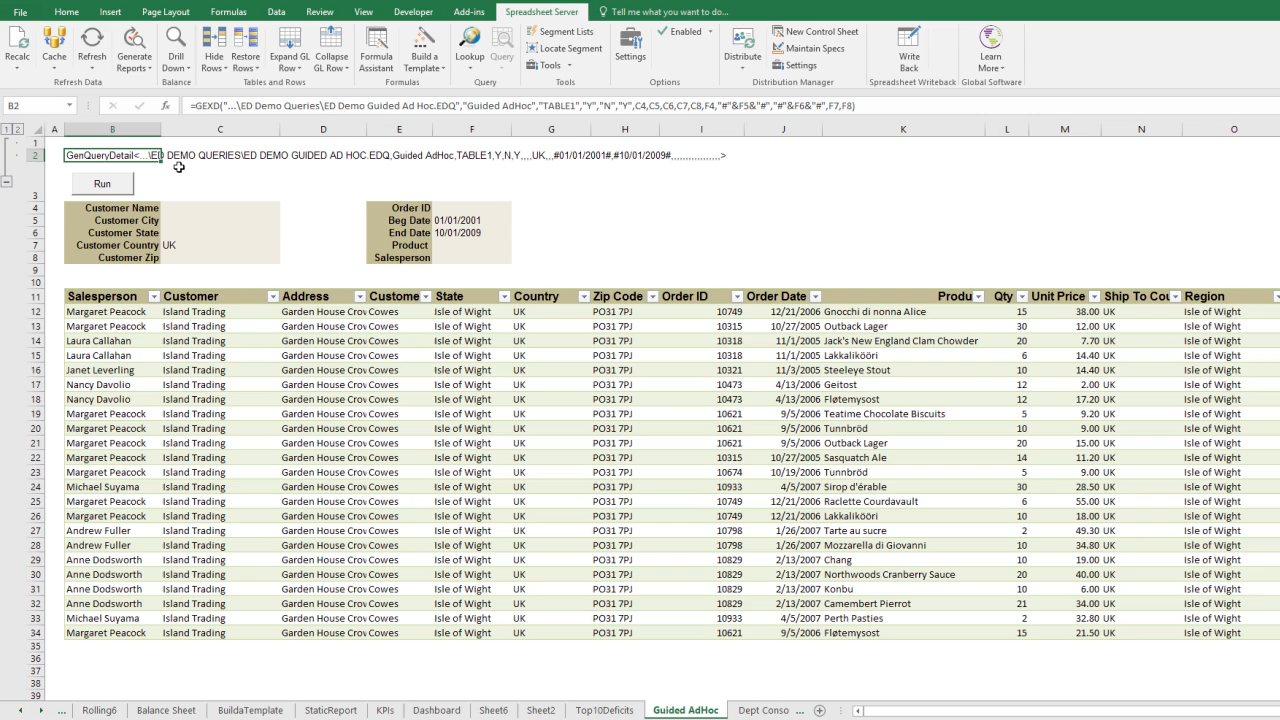 File Home Insert Page Layout Formulas Data Review View Developer Add-ins Spreadsheet Server Tell me what you want to do...
Recalc Cache Refresh Generate Reports Drill Down Hide Rows Restore Rows Expand GL Row Collapse GL Row Formula Assistant Build a Template Lookup Query Segment Lists Locate Segment Tools Settings Enabled Distribute New Control Sheet Maintain Specs Settings Write Back Learn More
Refresh Data Balance Tables and Rows Formulas Query Tools Options Distribution Manager Spreadsheet Writeback Global Software
B2 fx =GEXD("...\ED Demo Queries\ED Demo Guided Ad Hoc.EDQ","Guided AdHoc","TABLE1","Y","N","Y",C4,C5,C6,C7,C8,F4,"#"&F5&"#","#"&F6&"#",F7,F8)
1 2 A B C D E F G H I J K L M N O
1
2 GenQueryDetail<...\ED DEMO QUERIES\ED DEMO GUIDED AD HOC.EDQ,Guided AdHoc,TABLE1,Y,N,Y,,,,UK,,,#01/01/2001#,#10/01/2009#,,,,,,,,,,,,,,,,,>
3 Run
4 Customer Name Order ID
5 Customer City Beg Date 01/01/2001
6 Customer State End Date 10/01/2009
7 Customer Country UK Product
8 Customer Zip Salesperson
9
10
11 Salesperson Customer Address Custome State Country Zip Code Order ID Order Date Produ Qty Unit Price Ship To Cou Region
12 Margaret Peacock Island Trading Garden House Crov Cowes Isle of Wight UK PO31 7PJ 10749 12/21/2006 Gnocchi di nonna Alice 15 38.00 UK Isle of Wight
13 Margaret Peacock Island Trading Garden House Crov Cowes Isle of Wight UK PO31 7PJ 10315 10/27/2005 Outback Lager 30 12.00 UK Isle of Wight
14 Laura Callahan Island Trading Garden House Crov Cowes Isle of Wight UK PO31 7PJ 10318 11/1/2005 Jack's New England Clam Chowder 20 7.70 UK Isle of Wight
15 Laura Callahan Island Trading Garden House Crov Cowes Isle of Wight UK PO31 7PJ 10318 11/1/2005 Lakkalikööri 6 14.40 UK Isle of Wight
16 Janet Leverling Island Trading Garden House Crov Cowes Isle of Wight UK PO31 7PJ 10321 11/3/2005 Steeleye Stout 10 14.40 UK Isle of Wight
17 Nancy Davolio Island Trading Garden House Crov Cowes Isle of Wight UK PO31 7PJ 10473 4/13/2006 Geitost 12 2.00 UK Isle of Wight
18 Nancy Davolio Island Trading Garden House Crov Cowes Isle of Wight UK PO31 7PJ 10473 4/13/2006 Fløtemysost 12 17.20 UK Isle of Wight
19 Margaret Peacock Island Trading Garden House Crov Cowes Isle of Wight UK PO31 7PJ 10621 9/5/2006 Teatime Chocolate Biscuits 5 9.20 UK Isle of Wight
20 Margaret Peacock Island Trading Garden House Crov Cowes Isle of Wight UK PO31 7PJ 10621 9/5/2006 Tunnbröd 10 9.00 UK Isle of Wight
21 Margaret Peacock Island Trading Garden House Crov Cowes Isle of Wight UK PO31 7PJ 10621 9/5/2006 Outback Lager 20 15.00 UK Isle of Wight
22 Margaret Peacock Island Trading Garden House Crov Cowes Isle of Wight UK PO31 7PJ 10315 10/27/2005 Sasquatch Ale 14 11.20 UK Isle of Wight
23 Margaret Peacock Island Trading Garden House Crov Cowes Isle of Wight UK PO31 7PJ 10674 10/19/2006 Tunnbröd 5 9.00 UK Isle of Wight
24 Michael Suyama Island Trading Garden House Crov Cowes Isle of Wight UK PO31 7PJ 10933 4/5/2007 Sirop d'érable 30 28.50 UK Isle of Wight
25 Margaret Peacock Island Trading Garden House Crov Cowes Isle of Wight UK PO31 7PJ 10749 12/21/2006 Raclette Courdavault 6 55.00 UK Isle of Wight
26 Margaret Peacock Island Trading Garden House Crov Cowes Isle of Wight UK PO31 7PJ 10749 12/21/2006 Lakkalikööri 10 18.00 UK Isle of Wight
27 Andrew Fuller Island Trading Garden House Crov Cowes Isle of Wight UK PO31 7PJ 10798 1/26/2007 Tarte au sucre 2 49.30 UK Isle of Wight
28 Andrew Fuller Island Trading Garden House Crov Cowes Isle of Wight UK PO31 7PJ 10798 1/26/2007 Mozzarella di Giovanni 10 34.80 UK Isle of Wight
29 Anne Dodsworth Island Trading Garden House Crov Cowes Isle of Wight UK PO31 7PJ 10829 2/13/2007 Chang 10 19.00 UK Isle of Wight
30 Anne Dodsworth Island Trading Garden House Crov Cowes Isle of Wight UK PO31 7PJ 10829 2/13/2007 Northwoods Cranberry Sauce 20 40.00 UK Isle of Wight
31 Anne Dodsworth Island Trading Garden House Crov Cowes Isle of Wight UK PO31 7PJ 10829 2/13/2007 Konbu 10 6.00 UK Isle of Wight
32 Anne Dodsworth Island Trading Garden House Crov Cowes Isle of Wight UK PO31 7PJ 10829 2/13/2007 Camembert Pierrot 21 34.00 UK Isle of Wight
33 Michael Suyama Island Trading Garden House Crov Cowes Isle of Wight UK PO31 7PJ 10933 4/5/2007 Perth Pasties 2 32.80 UK Isle of Wight
34 Margaret Peacock Island Trading Garden House Crov Cowes Isle of Wight UK PO31 7PJ 10621 9/5/2006 Fløtemysost 15 21.50 UK Isle of Wight
35
36
37
38
39
... Rolling6 Balance Sheet BuildaTemplate StaticReport KPIs Dashboard Sheet6 Sheet2 Top10Deficits Guided AdHoc Dept Conso ...